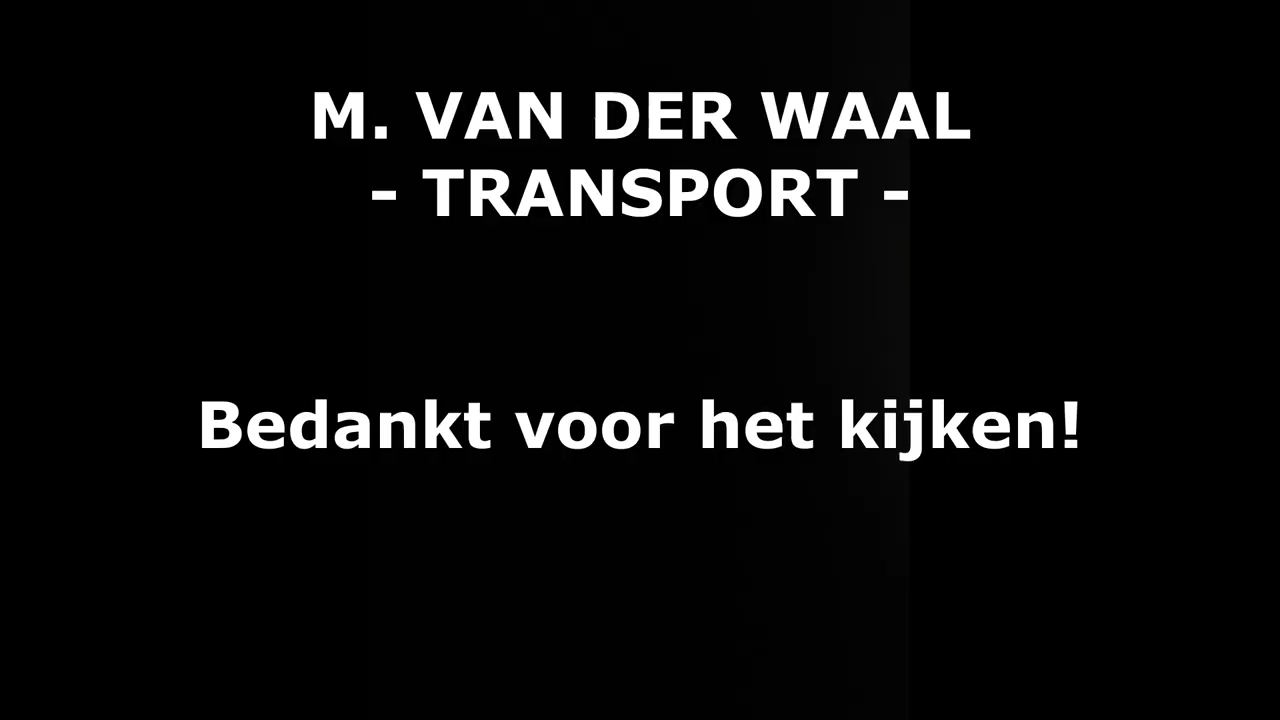 M. VAN DER WAAL
- TRANSPORT -
Bedankt voor het kijken!